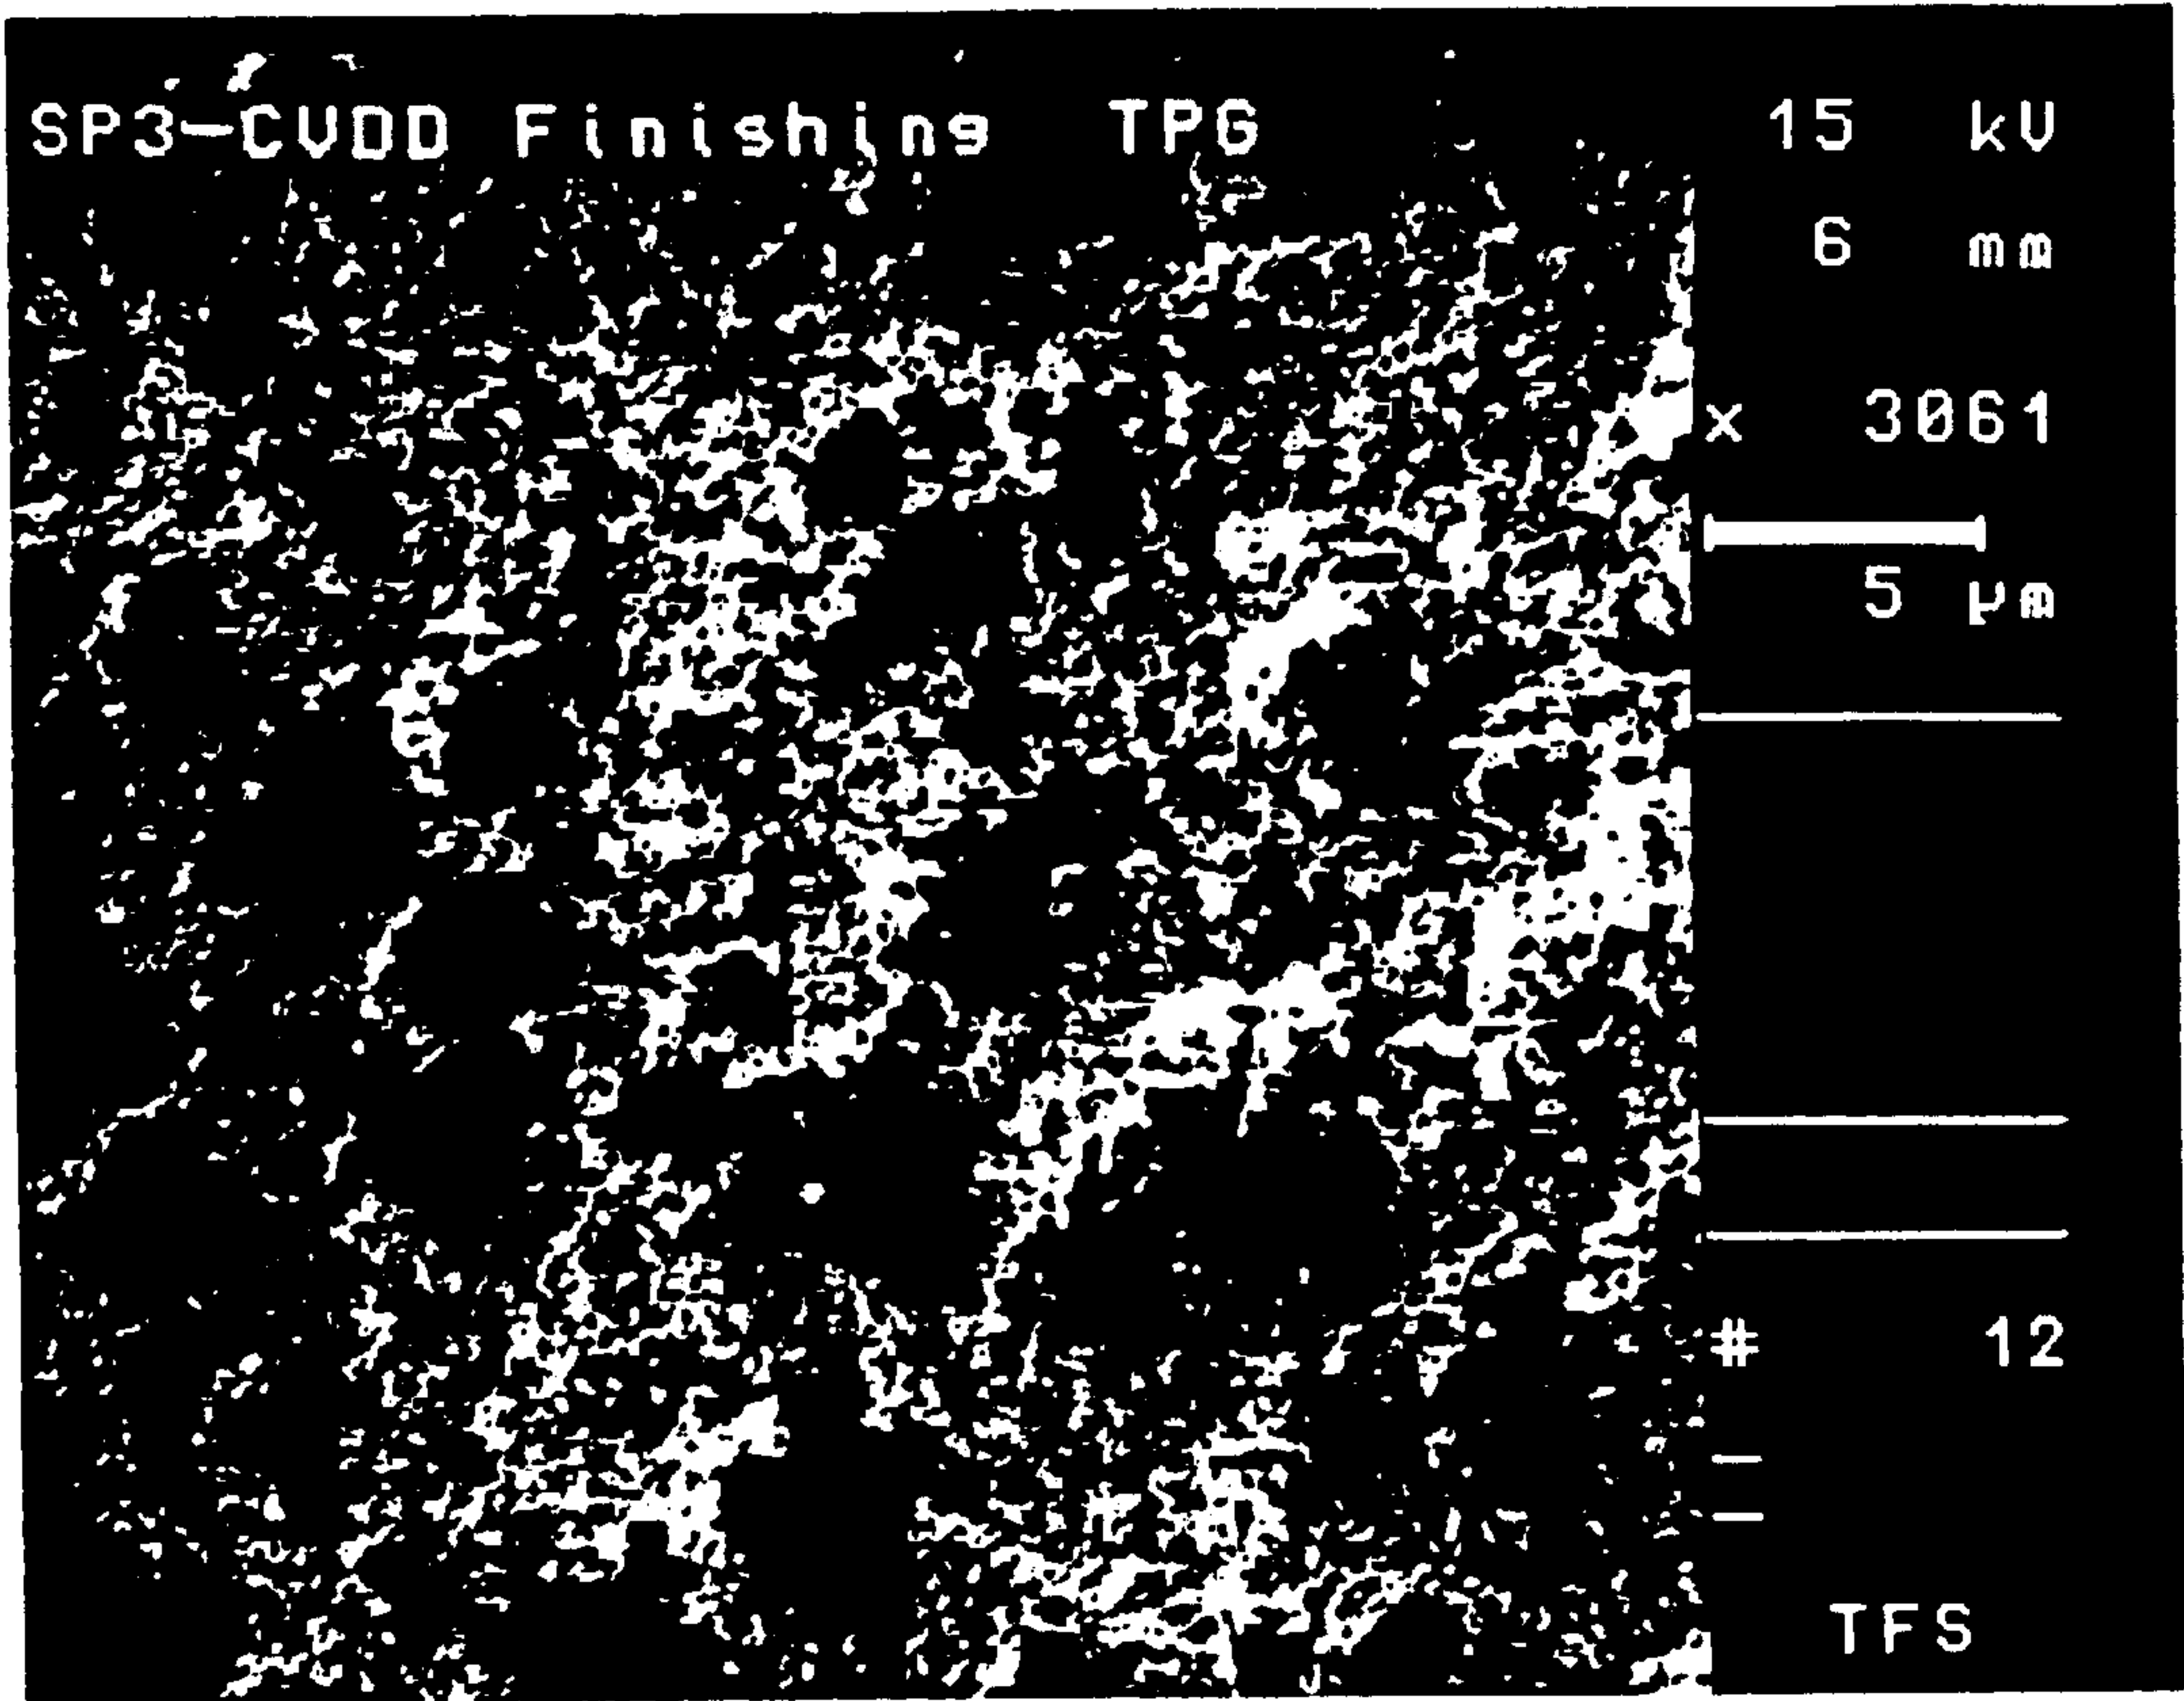 SP3-CVDD Finishing TPG
15 kV
6 mm
x 3061
5 µm
# 12
TFS